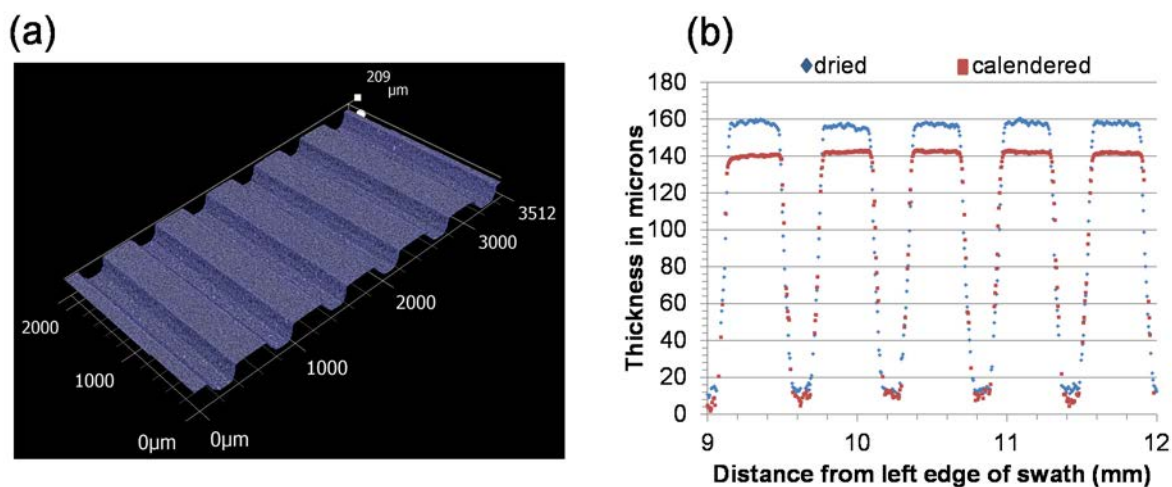 (a)
209
µm
3512
3000
2000
2000
1000
1000
0µm
0µm
(b)
dried
calendered
180
160
140
120
100
80
60
40
20
0
9
10
11
12
Thickness in microns
Distance from left edge of swath (mm)